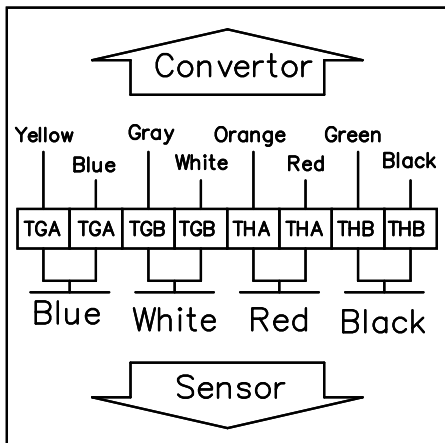 Convertor
Yellow Gray Orange Green
Blue White Red Black
TGA TGA TGB TGB THA THA THB THB
Blue White Red Black
Sensor